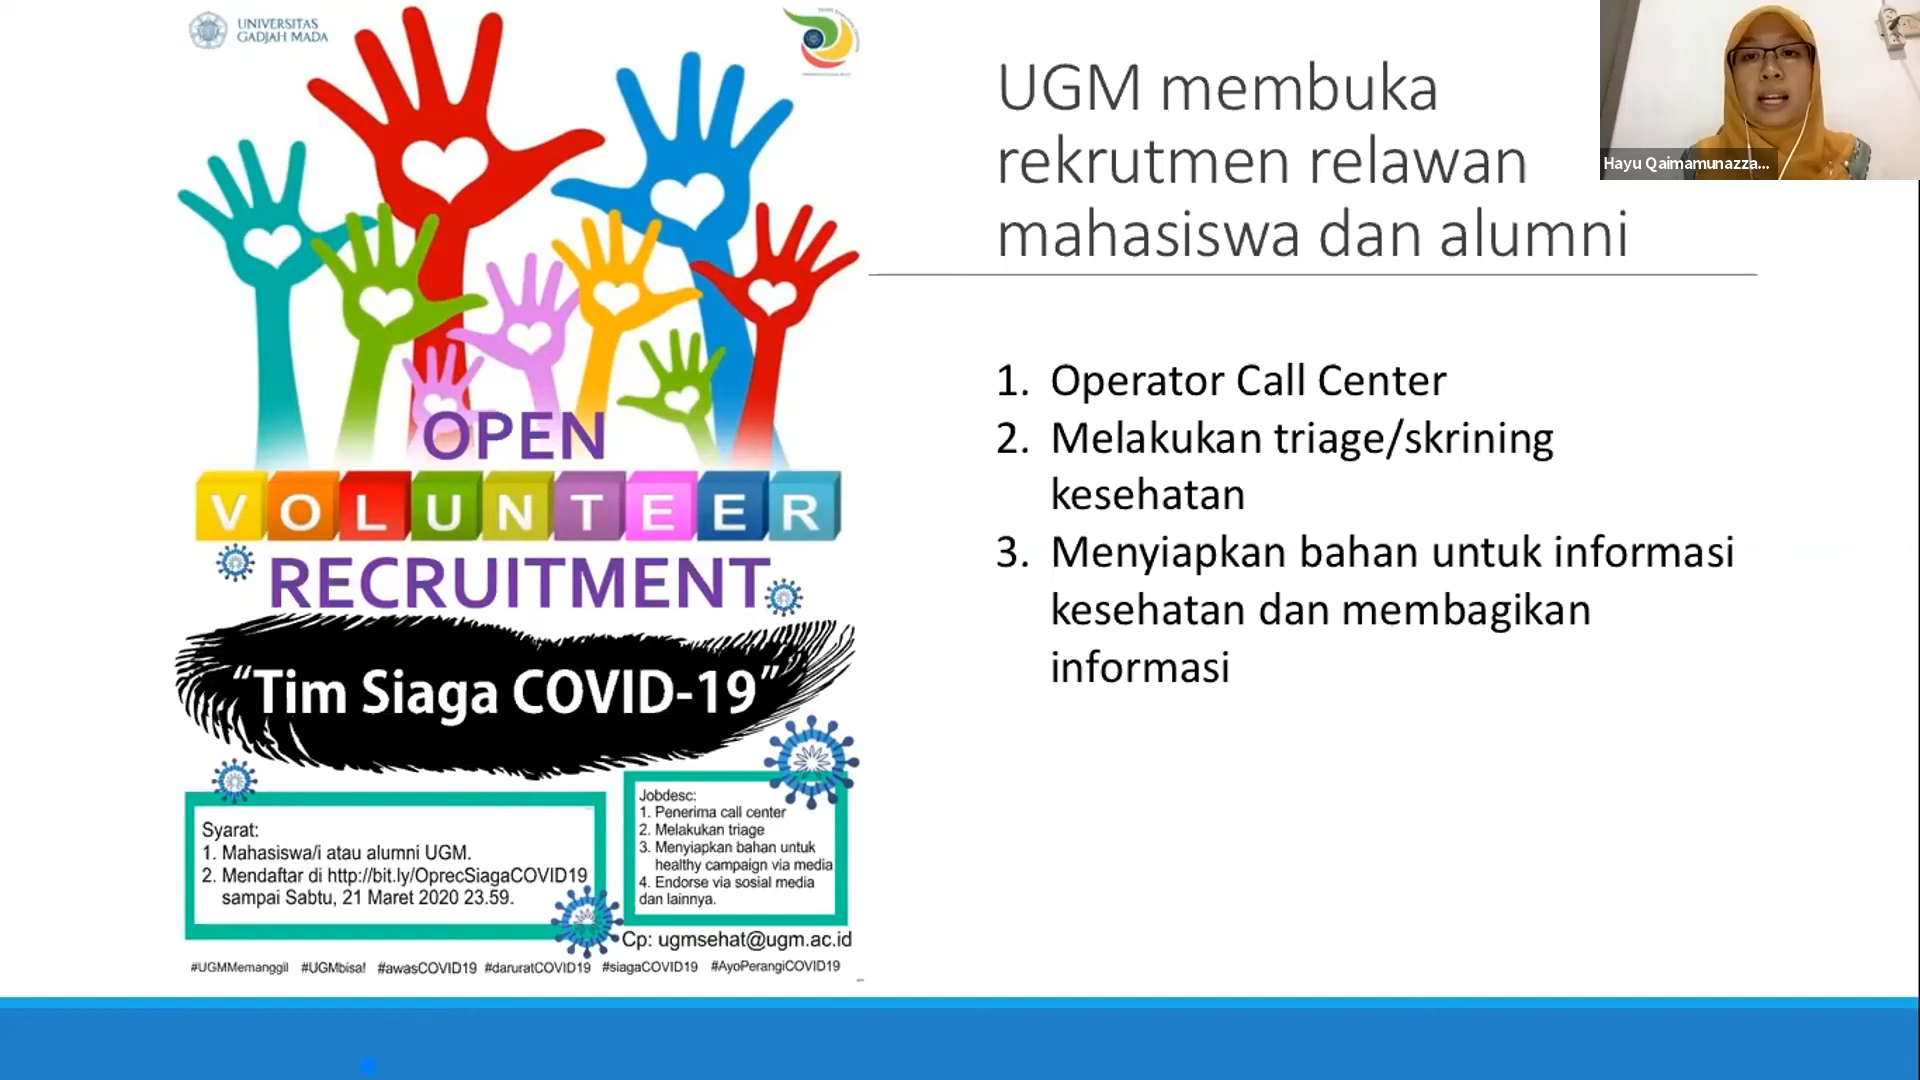 UNIVERSITAS
GADJAH MADA
OPEN
VOLUNTEER
RECRUITMENT
“Tim Siaga COVID-19”
Syarat:
1. Mahasiswa/i atau alumni UGM.
2. Mendaftar di http://bit.ly/OprecSiagaCOVID19
sampai Sabtu, 21 Maret 2020 23.59.
Jobdesc:
1. Penerima call center
2. Melakukan triage
3. Menyiapkan bahan untuk
healthy campaign via media
4. Endorse via sosial media
dan lainnya.
Cp: ugmsehat@ugm.ac.id
#UGMMemanggil #UGMbisa! #awasCOVID19 #daruratCOVID19 #siagaCOVID19 #AyoPerangiCOVID19
UGM membuka
rekrutmen relawan
mahasiswa dan alumni
1. Operator Call Center
2. Melakukan triage/skrining
kesehatan
3. Menyiapkan bahan untuk informasi
kesehatan dan membagikan
informasi
Hayu Qaimamunazza...